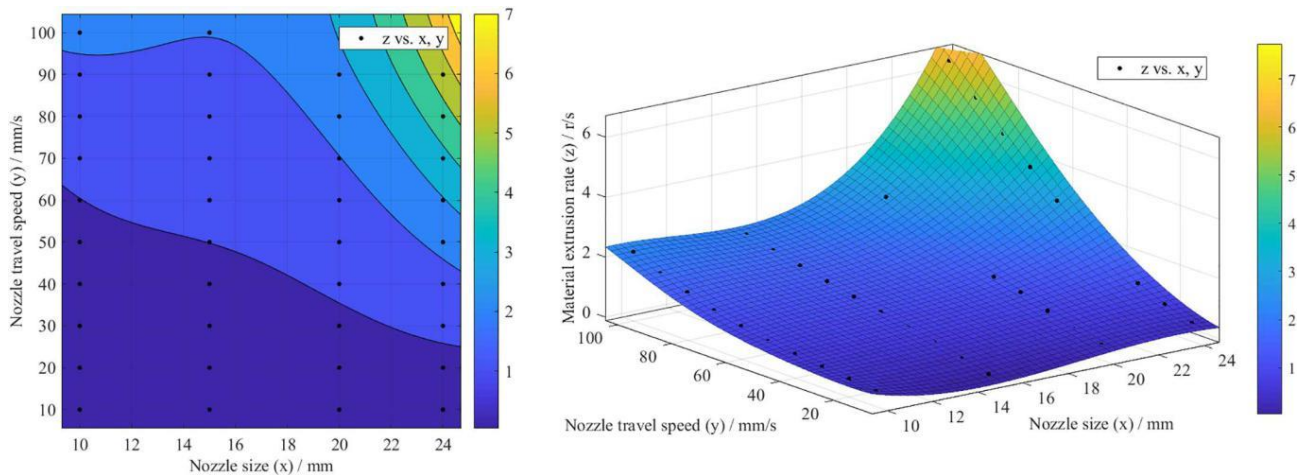 100
90
80
70
60
50
40
30
20
10
Nozzle travel speed (y) / mm/s
z vs. x, y
10 12 14 16 18 20 22 24
Nozzle size (x) / mm
7
6
5
4
3
2
1
Material extrusion rate (z) / r/s
6
4
2
0
z vs. x, y
100 80 60 40 20
Nozzle travel speed (y) / mm/s
10 12 14 16 18 20 22 24
Nozzle size (x) / mm
7
6
5
4
3
2
1